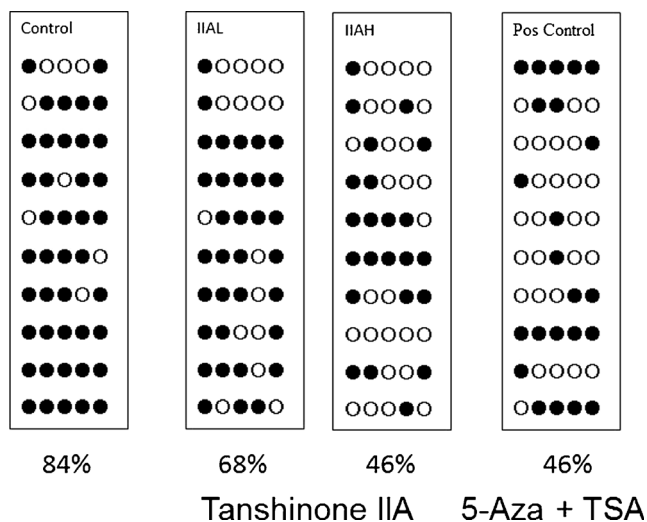 Control IIAL IIAH Pos Control
84% 68% 46% 46%
Tanshinone IIA 5-Aza + TSA